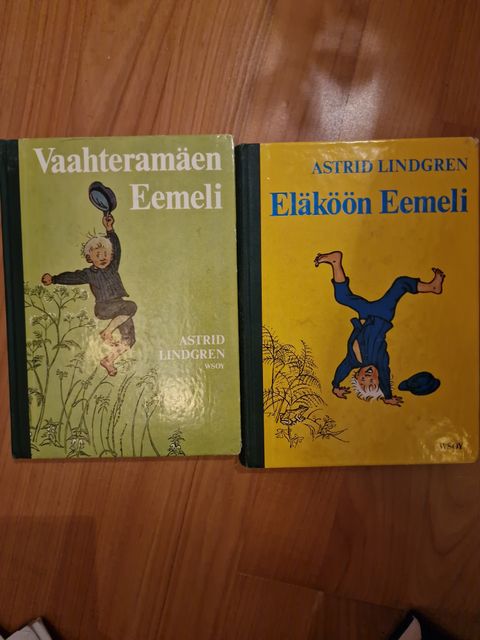 Vaahteramäen
Eemeli
ASTRID
LINDGREN
WSOY
ASTRID LINDGREN
Eläköön Eemeli
WSOY